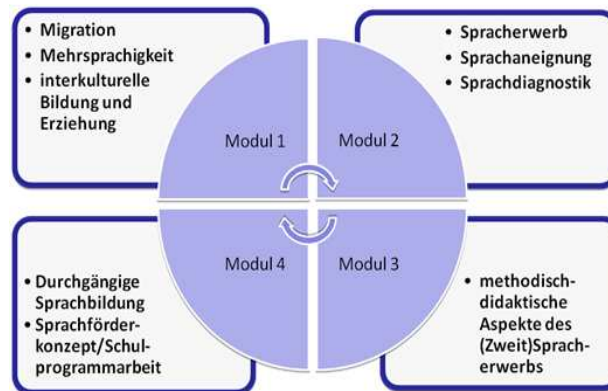 • Migration
• Mehrsprachigkeit
• interkulturelle
Bildung und
Erziehung
• Spracherwerb
• Sprachaneignung
• Sprachdiagnostik
Modul 1
Modul 2
Modul 4
Modul 3
• Durchgängige
Sprachbildung
• Sprachförder-
konzept/Schul-
programmarbeit
• methodisch-
didaktische
Aspekte des
(Zweit)Sprach-
erwerbs